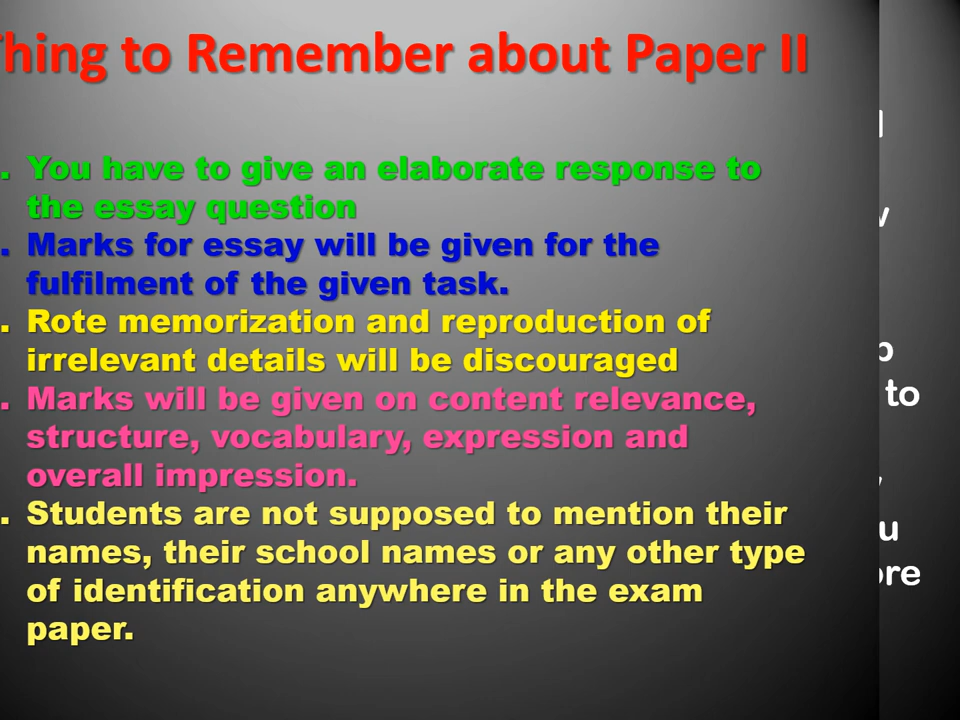 hing to Remember about Paper II
. You have to give an elaborate response to
the essay question
. Marks for essay will be given for the
fulfilment of the given task.
. Rote memorization and reproduction of
irrelevant details will be discouraged
. Marks will be given on content relevance,
structure, vocabulary, expression and
overall impression.
. Students are not supposed to mention their
names, their school names or any other type
of identification anywhere in the exam
paper.
to